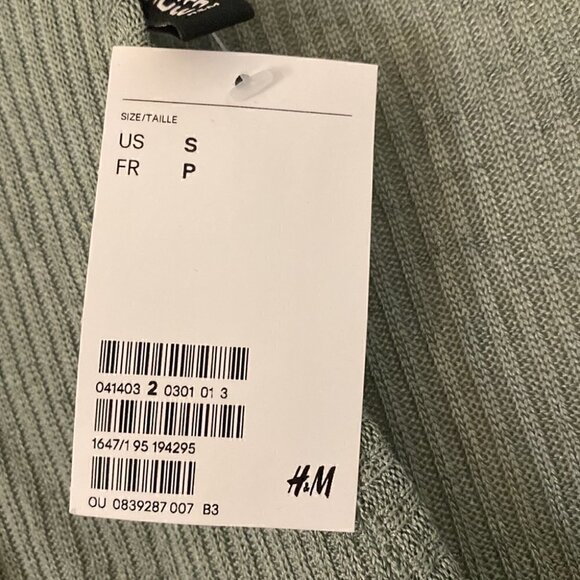 SIZE/TAILLE
US S
FR P
041403 2 0301 01 3
1647/1 95 194295
OU 0839287 007 B3
H&M